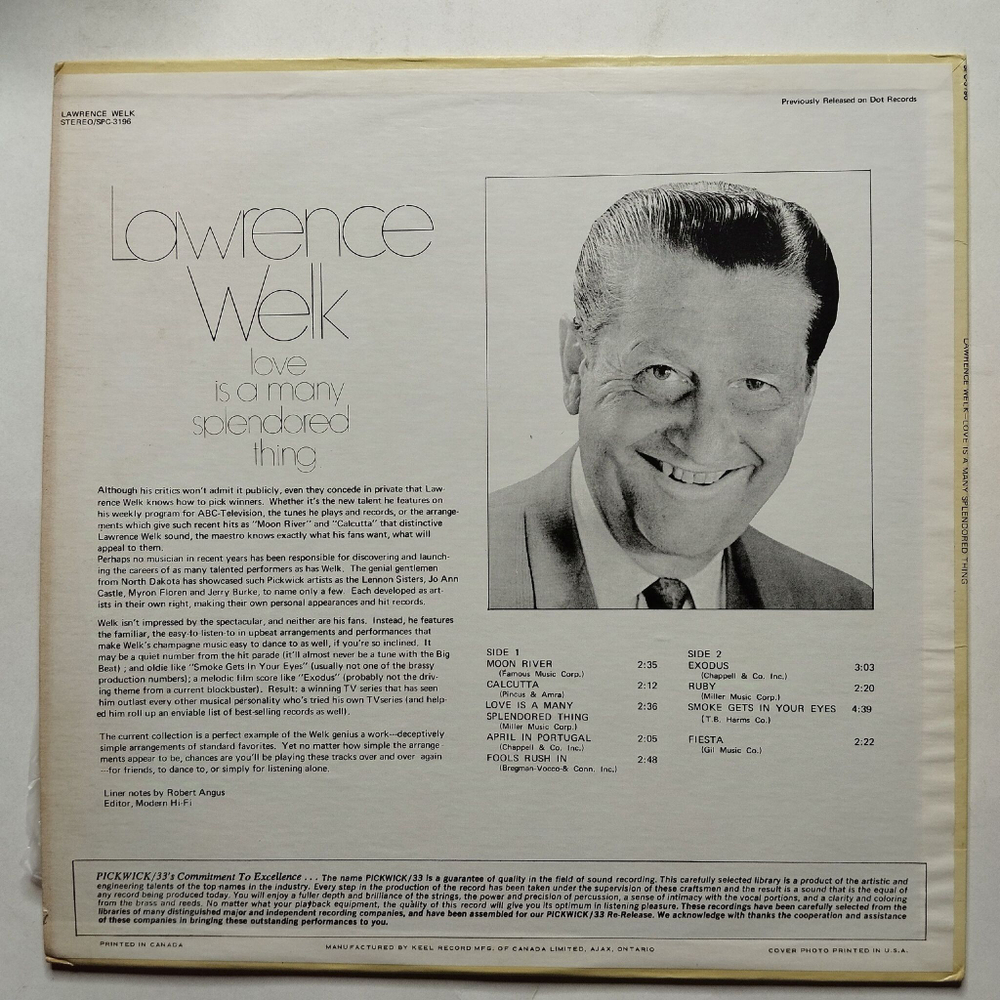 LAWRENCE WELK
STEREO/SPC-3196
Previously Released on Dot Records
Lawrence
Welk
love
is a many
splendored
thing
Although his critics won't admit it publicly, even they concede in private that Law-
rence Welk knows how to pick winners. Whether it's the new talent he features on
his weekly program for ABC-Television, the tunes he plays and records, or the arrange-
ments which give such recent hits as "Moon River" and "Calcutta" that distinctive
Lawrence Welk sound, the maestro knows exactly what his fans want, what will
appeal to them.
Perhaps no musician in recent years has been responsible for discovering and launch-
ing the careers of as many talented performers as has Welk. The genial gentlemen
from North Dakota has showcased such Pickwick artists as the Lennon Sisters, Jo Ann
Castle, Myron Floren and Jerry Burke, to name only a few. Each developed as art-
ists in their own right, making their own personal appearances and hit records.
Welk isn't impressed by the spectacular, and neither are his fans. Instead, he features
the familiar, the easy-to-listen-to in upbeat arrangements and performances that
make Welk's champagne music easy to dance to as well, if you're so inclined. It
may be a quiet number from the hit parade (it'll almost never be a tune with the Big
Beat) ; and oldie like "Smoke Gets In Your Eyes" (usually not one of the brassy
production numbers); a melodic film score like "Exodus" (probably not the driv-
ing theme from a current blockbuster). Result: a winning TV series that has seen
him outlast every other musical personality who's tried his own TVseries (and help-
ed him roll up an enviable list of best-selling records as well).
The current collection is a perfect example of the Welk genius a work---deceptively
simple arrangements of standard favorites. Yet no matter how simple the arrange
ments appear to be, chances are you'll be playing these tracks over and over again
---for friends, to dance to, or simply for listening alone.
Liner notes by Robert Angus
Editor, Modern Hi-Fi
SIDE 1
MOON RIVER 2:35
(Famous Music Corp.)
CALCUTTA 2:12
(Pincus & Amra)
LOVE IS A MANY 2:36
SPLENDORED THING
(Miller Music Corp.)
APRIL IN PORTUGAL 2:05
(Chappell & Co. Inc.)
FOOLS RUSH IN 2:48
(Bregman-Vocco-& Conn. Inc.)
SIDE 2
EXODUS 3:03
(Chappell & Co. Inc.)
RUBY 2:20
(Miller Music Corp.)
SMOKE GETS IN YOUR EYES 4:39
(T.B. Harms Co.)
FIESTA 2:22
(Gil Music Co.)
PICKWICK/33's Commitment To Excellence . . . The name PICKWICK/33 is a guarantee of quality in the field of sound recording. This carefully selected library is a product of the artistic and
engineering talents of the top names in the industry. Every step in the production of the record has been taken under the supervision of these craftsmen and the result is a sound that is the equal of
any record being produced today. You will enjoy a fuller depth and brilliance of the strings, the power and precision of percussion, a sense of intimacy with the vocal portions, and a clarity and coloring
from the brass and reeds. No matter what your playback equipment, the quality of this record will give you its optimum in listening pleasure. These recordings have been carefully selected from the
libraries of many distinguished major and independent recording companies, and have been assembled for our PICKWICK/33 Re-Release. We acknowledge with thanks the cooperation and assistance
of these companies in bringing these outstanding performances to you.
PRINTED IN CANADA
MANUFACTURED BY KEEL RECORD MFG. OF CANADA LIMITED, AJAX, ONTARIO
COVER PHOTO PRINTED IN U.S.A.
LAWRENCE WELK—LOVE IS A MANY SPLENDORED THING